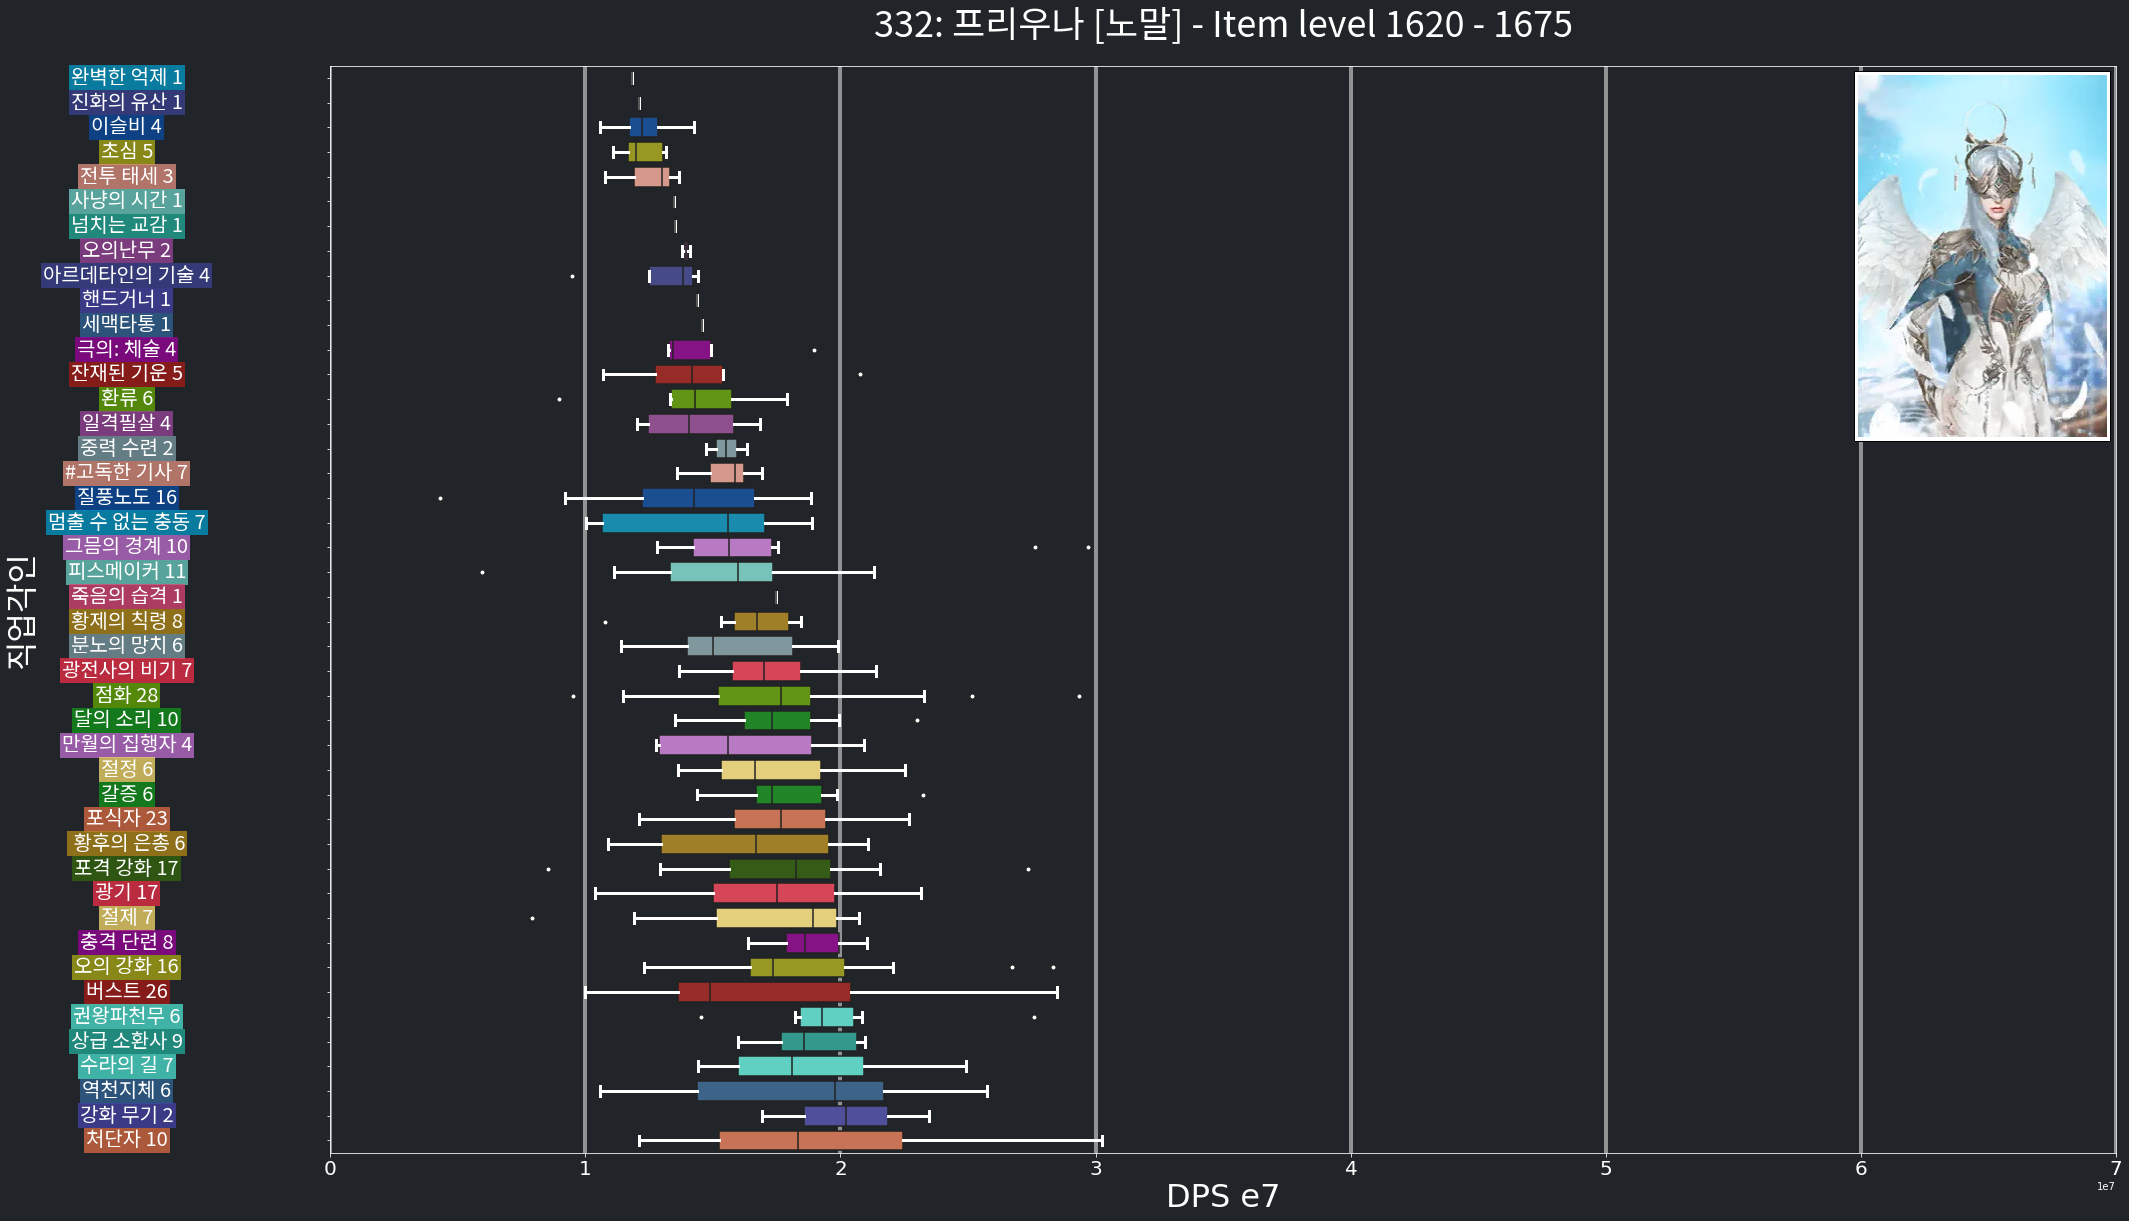 332: 프리우나 [노말] - Item level 1620 - 1675
직업각인
완벽한 억제 1
진화의 유산 1
이슬비 4
초심 5
전투 태세 3
사냥의 시간 1
넘치는 교감 1
오의난무 2
아르데타인의 기술 4
핸드거너 1
세맥타통 1
극의: 체술 4
잔재된 기운 5
환류 6
일격필살 4
중력 수련 2
#고독한 기사 7
질풍노도 16
멈출 수 없는 충동 7
그믐의 경계 10
피스메이커 11
죽음의 습격 1
황제의 칙령 8
분노의 망치 6
광전사의 비기 7
점화 28
달의 소리 10
만월의 집행자 4
절정 6
갈증 6
포식자 23
황후의 은총 6
포격 강화 17
광기 17
절제 7
충격 단련 8
오의 강화 16
버스트 26
권왕파천무 6
상급 소환사 9
수라의 길 7
역천지체 6
강화 무기 2
처단자 10
0 1 2 3 4 5 6 7
1e7
DPS e7